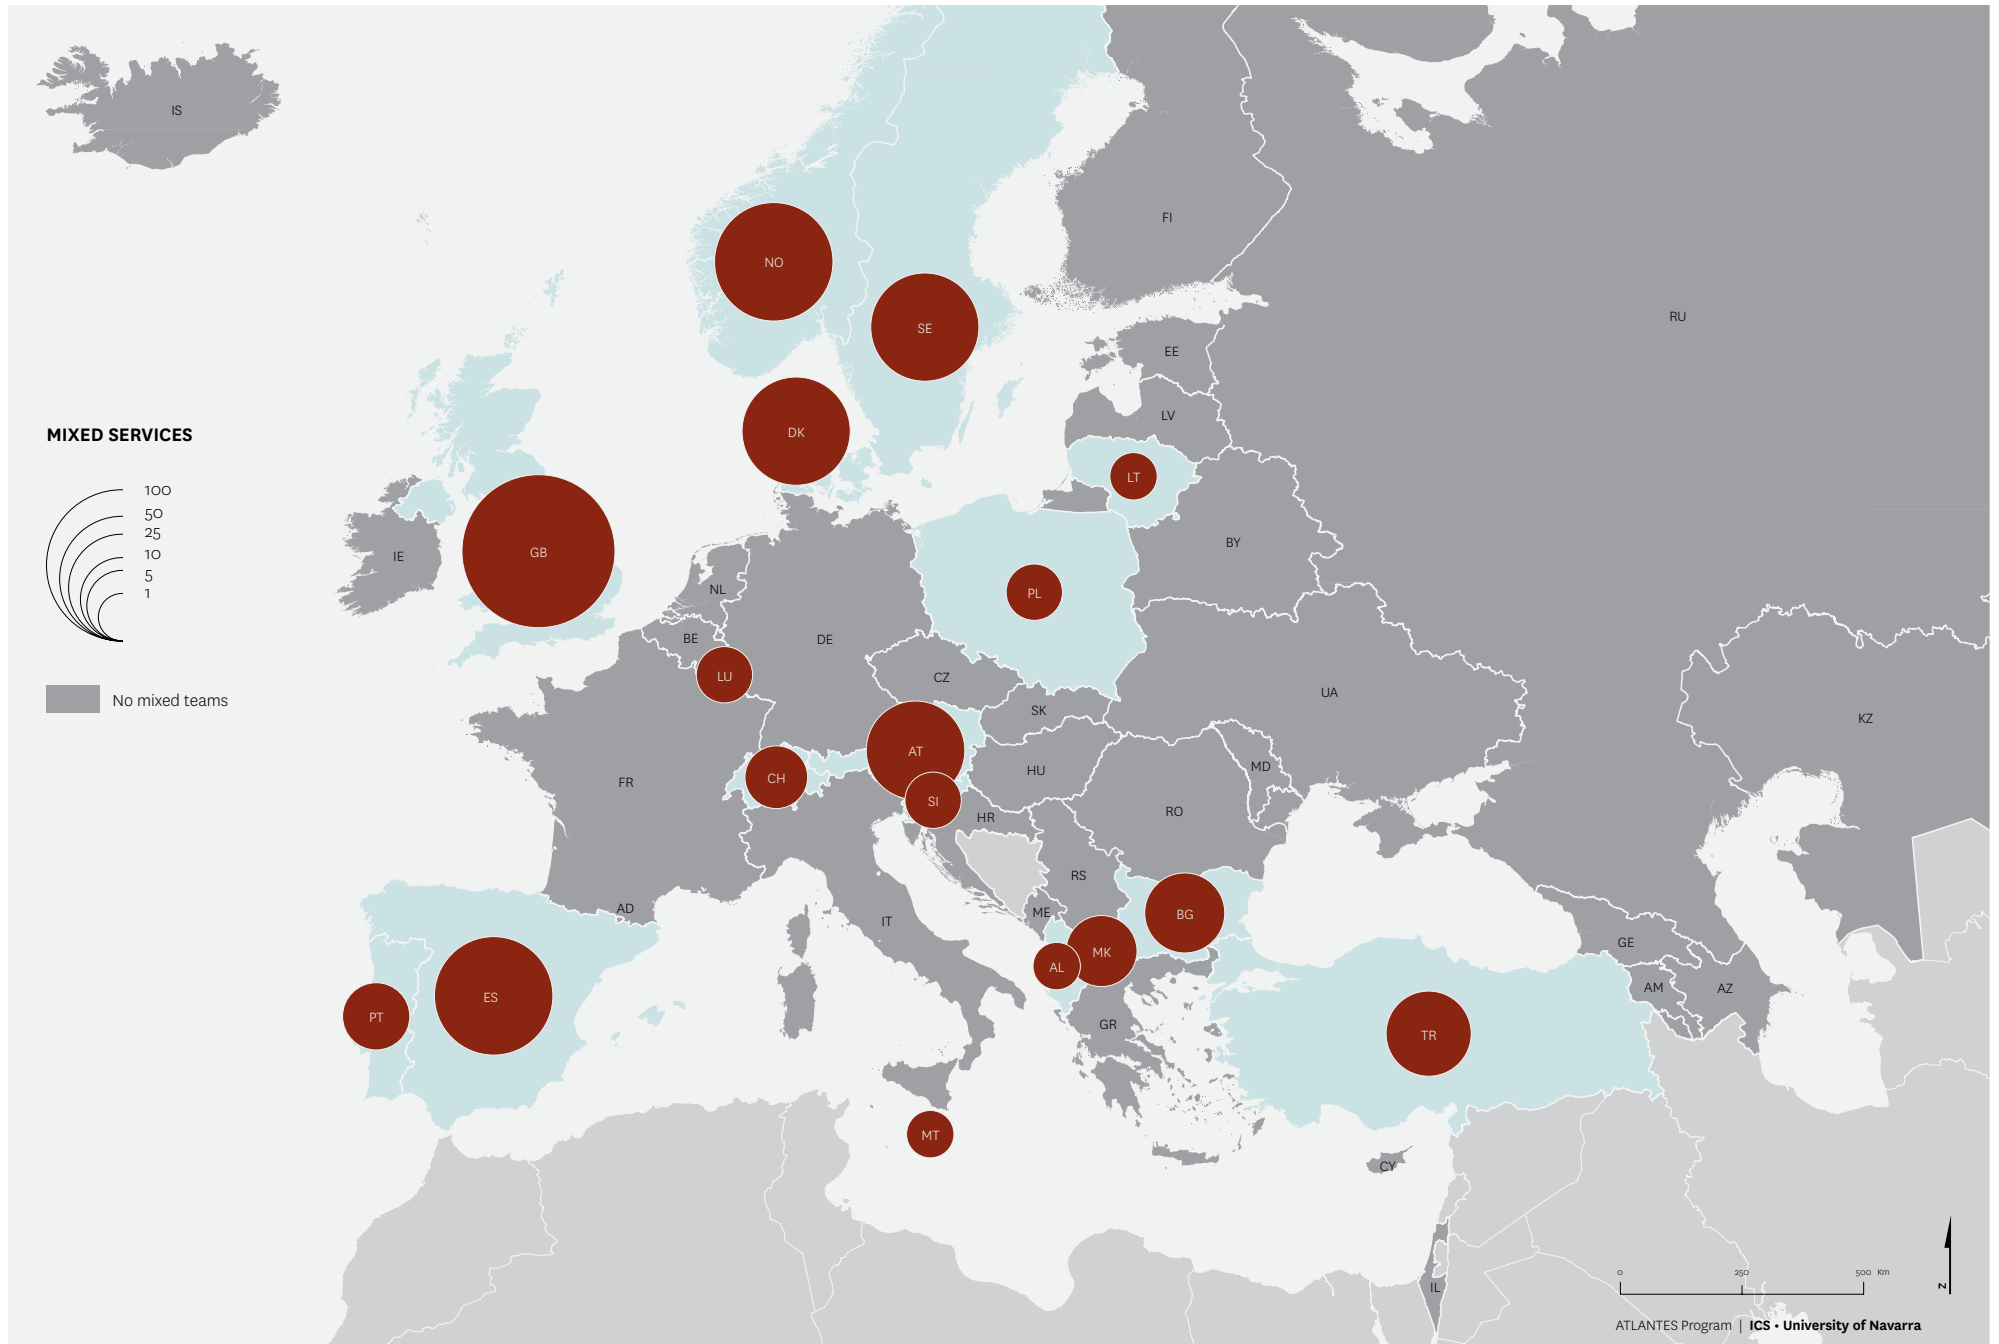 IS
NO
FI
SE
RU
EE
DK
LV
MIXED SERVICES
LT
100
50
25
10
5
1
GB
IE
BY
NL
PL
BE
DE
LU
CZ
UA
No mixed teams
SK
KZ
AT
CH
HU
MD
FR
SI
HR
RO
RS
AD
ME
BG
IT
GE
MK
AL
AM
AZ
ES
PT
GR
TR
MT
CY
0 250 500 Km
IL
N
ATLANTES Program | ICS • University of Navarra